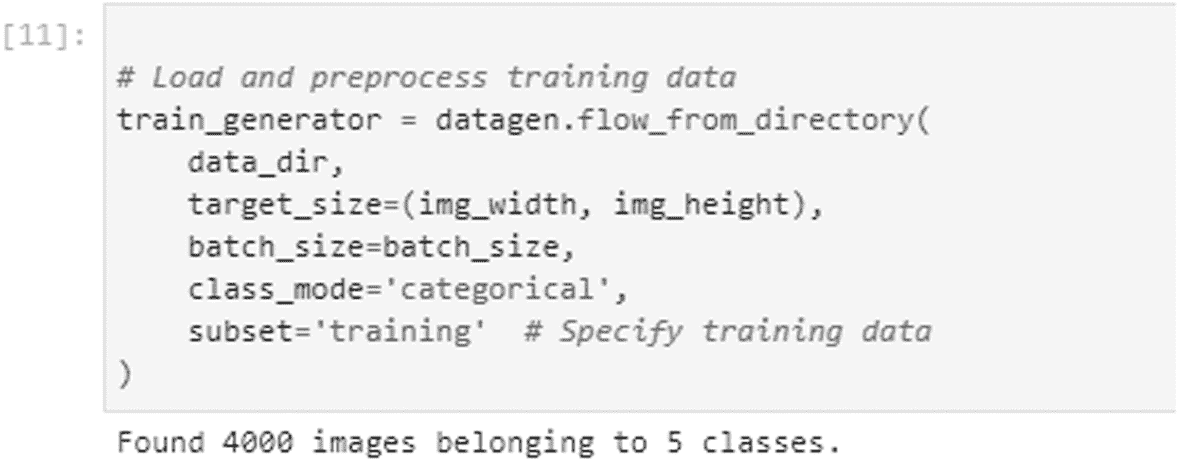 [11]:
# Load and preprocess training data
train_generator = datagen.flow_from_directory(
    data_dir,
    target_size=(img_width, img_height),
    batch_size=batch_size,
    class_mode='categorical',
    subset='training'  # Specify training data
)
Found 4000 images belonging to 5 classes.